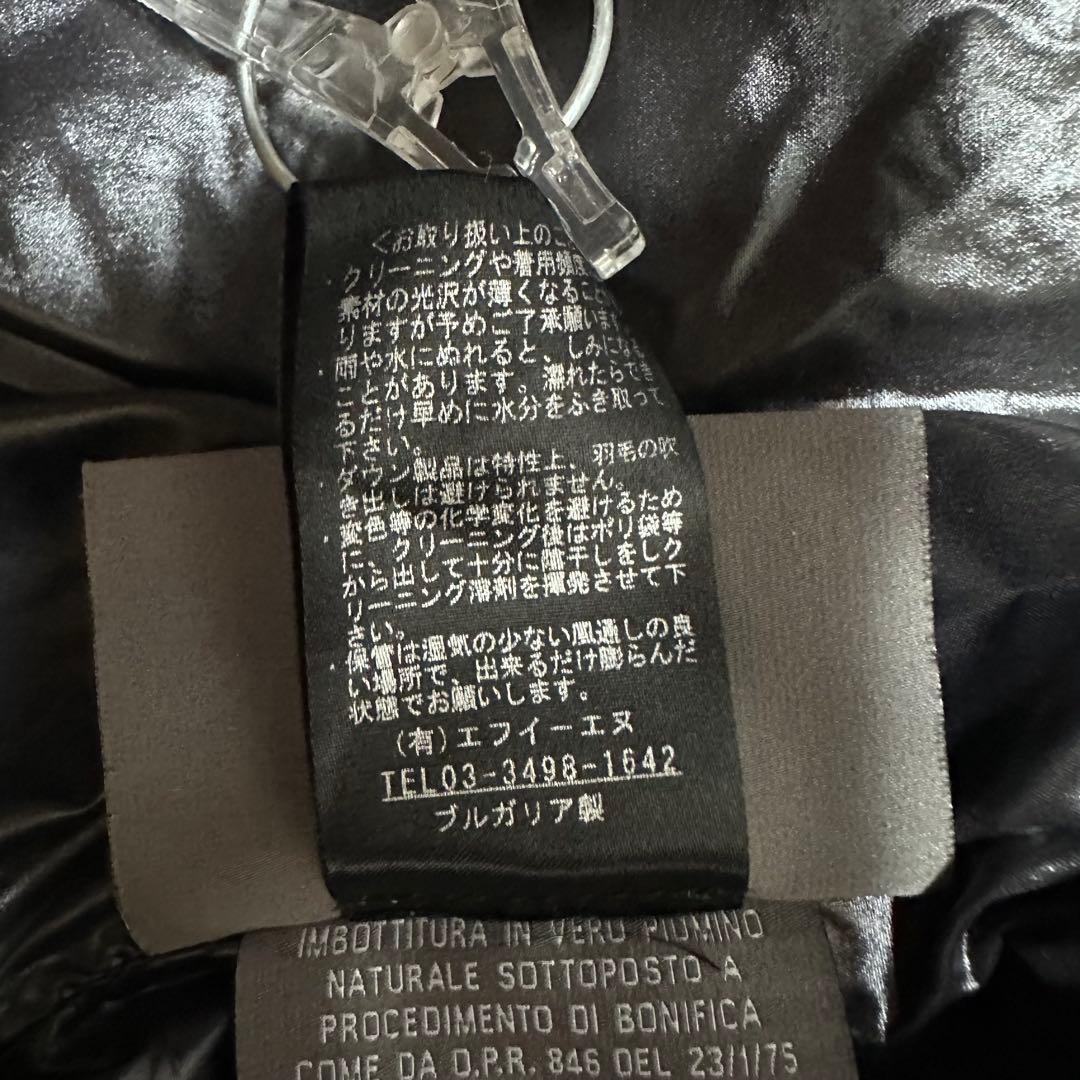 <お取り扱い上のご
クリーニングや着用頻度
素材の光沢が薄くなること
りますが予めご了承願いま
雨や水にぬれると、しみにな
ことがあります。濡れたらでき
るだけ早めに水分をふき取って
下さい。
ダウン製品は特性上、羽毛の吹
き出しは避けられません。
変色等の化学変化を避けるため
に、クリーニング後はポリ袋等
から出して十分に陰干しをしク
リーニング溶剤を揮発させて下
さい。
保管は湿気の少ない風通しの良
い場所で、出来るだけ膨らんだ
状態でお願いします。
(有)エフイーエヌ
TEL03-3498-1642
ブルガリア製
IMBOTTITURA IN VERO PIUMINO
NATURALE SOTTOPOSTO A
PROCEDIMENTO DI BONIFICA
COME DA D.P.R. 846 DEL 23/1/75